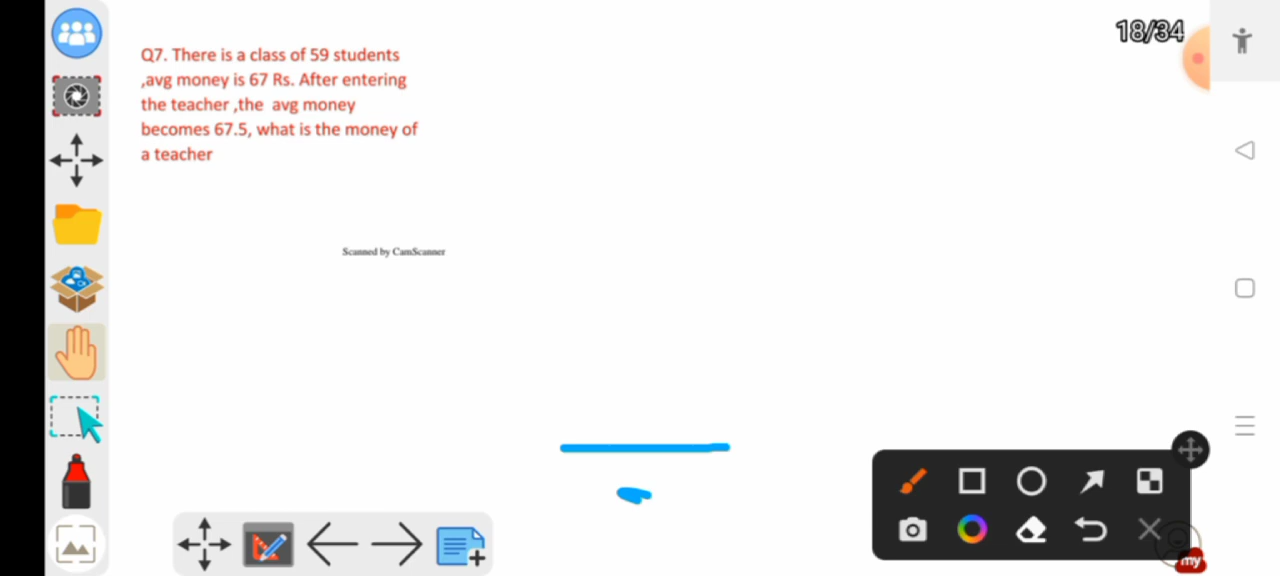 18/34
Q7. There is a class of 59 students
,avg money is 67 Rs. After entering
the teacher ,the avg money
becomes 67.5, what is the money of
a teacher
Scanned by CamScanner
my